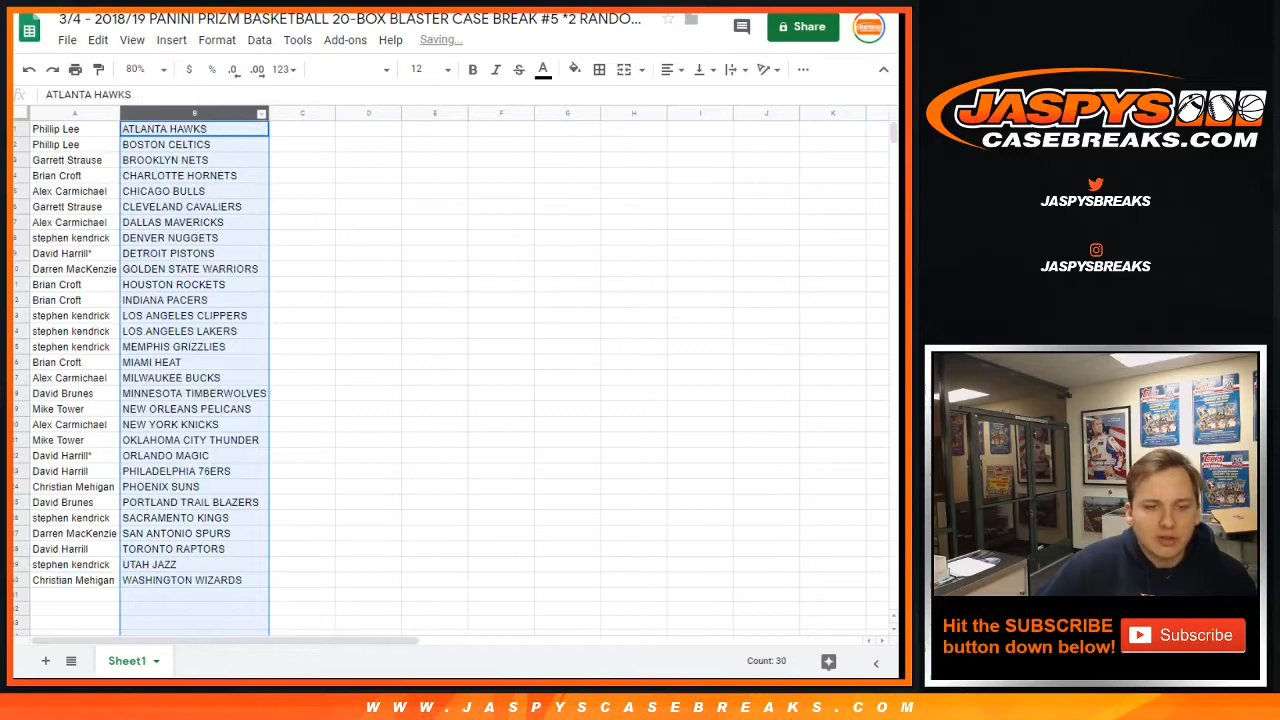 3/4 - 2018/19 PANINI PRIZM BASKETBALL 20-BOX BLASTER CASE BREAK #5 *2 RANDO...
File Edit View Insert Format Data Tools Add-ons Help Saving...
Share
80% $ % .0 .00 123 12 B I S A
fx ATLANTA HAWKS
A B C D E F G H I J K
Phillip Lee ATLANTA HAWKS
Phillip Lee BOSTON CELTICS
Garrett Strause BROOKLYN NETS
Brian Croft CHARLOTTE HORNETS
Alex Carmichael CHICAGO BULLS
Garrett Strause CLEVELAND CAVALIERS
Alex Carmichael DALLAS MAVERICKS
stephen kendrick DENVER NUGGETS
David Harrill* DETROIT PISTONS
Darren MacKenzie GOLDEN STATE WARRIORS
Brian Croft HOUSTON ROCKETS
Brian Croft INDIANA PACERS
stephen kendrick LOS ANGELES CLIPPERS
stephen kendrick LOS ANGELES LAKERS
stephen kendrick MEMPHIS GRIZZLIES
Brian Croft MIAMI HEAT
Alex Carmichael MILWAUKEE BUCKS
David Brunes MINNESOTA TIMBERWOLVES
Mike Tower NEW ORLEANS PELICANS
Alex Carmichael NEW YORK KNICKS
Mike Tower OKLAHOMA CITY THUNDER
David Harrill* ORLANDO MAGIC
David Harrill PHILADELPHIA 76ERS
Christian Mehigan PHOENIX SUNS
David Brunes PORTLAND TRAIL BLAZERS
stephen kendrick SACRAMENTO KINGS
Darren MacKenzie SAN ANTONIO SPURS
David Harrill TORONTO RAPTORS
stephen kendrick UTAH JAZZ
Christian Mehigan WASHINGTON WIZARDS
Sheet1
Count: 30
JASPYS
CASEBREAKS.COM
JASPYSBREAKS
JASPYSBREAKS
Hit the SUBSCRIBE
button down below!
Subscribe
WWW.JASPYSCASEBREAKS.COM